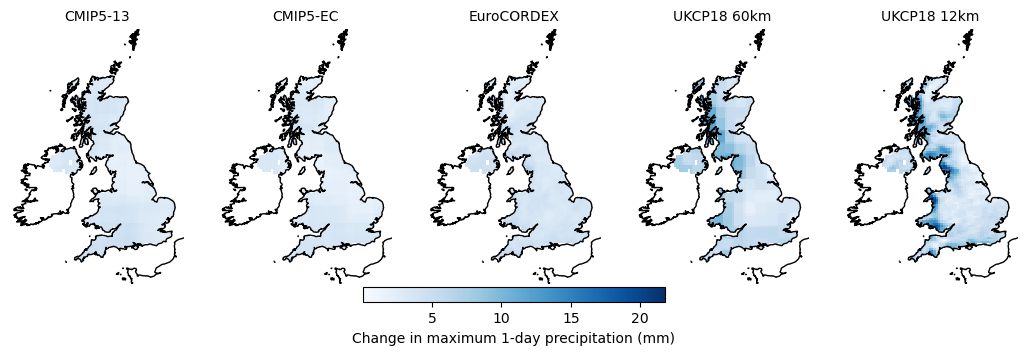 CMIP5-13 CMIP5-EC EuroCORDEX UKCP18 60km UKCP18 12km
5 10 15 20
Change in maximum 1-day precipitation (mm)